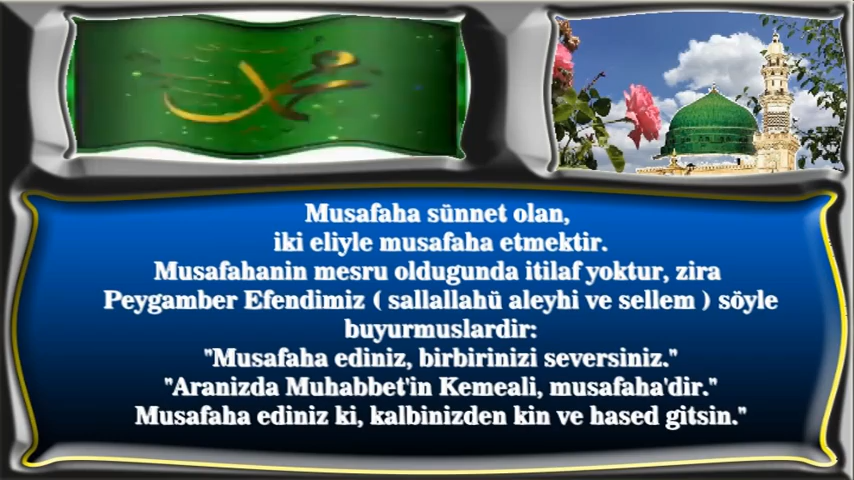 محمد
Musafaha sünnet olan,
iki eliyle musafaha etmektir.
Musafahanin mesru oldugunda itilaf yoktur, zira
Peygamber Efendimiz ( sallallahü aleyhi ve sellem ) söyle
buyurmuslardir:
"Musafaha ediniz, birbirinizi seversiniz."
"Aranizda Muhabbet'in Kemeali, musafaha'dir."
Musafaha ediniz ki, kalbinizden kin ve hased gitsin."